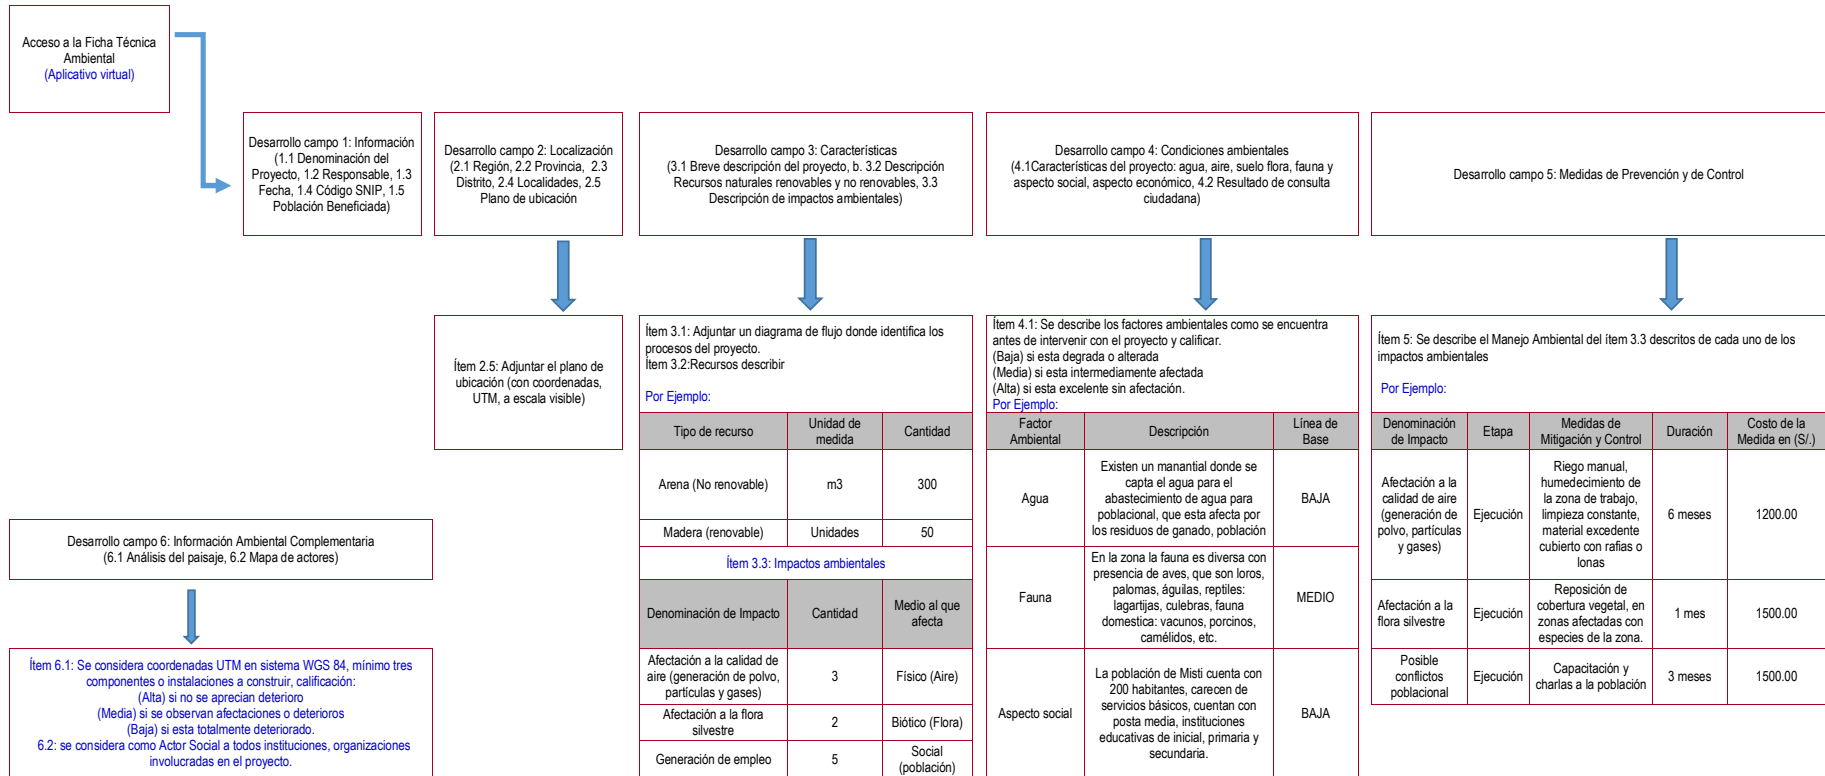 Acceso a la Ficha Técnica
Ambiental
(Aplicativo virtual)
Desarrollo campo 1: Información
(1.1 Denominación del
Proyecto, 1.2 Responsable, 1.3
Fecha, 1.4 Código SNIP, 1.5
Población Beneficiada)
Desarrollo campo 2: Localización
(2.1 Región, 2.2 Provincia, 2.3
Distrito, 2.4 Localidades, 2.5
Plano de ubicación
Desarrollo campo 3: Características
(3.1 Breve descripción del proyecto, b. 3.2 Descripción
Recursos naturales renovables y no renovables, 3.3
Descripción de impactos ambientales)
Desarrollo campo 4: Condiciones ambientales
(4.1Características del proyecto: agua, aire, suelo flora, fauna y
aspecto social, aspecto económico, 4.2 Resultado de consulta
ciudadana)
Desarrollo campo 5: Medidas de Prevención y de Control
Ítem 2.5: Adjuntar el plano de
ubicación (con coordenadas,
UTM, a escala visible)
Ítem 3.1: Adjuntar un diagrama de flujo donde identifica los
procesos del proyecto.
Ítem 3.2:Recursos describir
Por Ejemplo:
Tipo de recurso
Unidad de
medida
Cantidad
Arena (No renovable)
m3
300
Madera (renovable)
Unidades
50
Ítem 3.3: Impactos ambientales
Denominación de Impacto
Cantidad
Medio al que
afecta
Afectación a la calidad de
aire (generación de polvo,
partículas y gases)
3
Físico (Aire)
Afectación a la flora
silvestre
2
Biótico (Flora)
Generación de empleo
5
Social
(población)
Ítem 4.1: Se describe los factores ambientales como se encuentra
antes de intervenir con el proyecto y calificar.
(Baja) si esta degrada o alterada
(Media) si esta intermediamente afectada
(Alta) si esta excelente sin afectación.
Por Ejemplo:
Factor
Ambiental
Descripción
Línea de
Base
Agua
Existen un manantial donde se
capta el agua para el
abastecimiento de agua para
poblacional, que esta afecta por
los residuos de ganado, población
BAJA
Fauna
En la zona la fauna es diversa con
presencia de aves, que son loros,
palomas, águilas, reptiles:
lagartijas, culebras, fauna
domestica: vacunos, porcinos,
camélidos, etc.
MEDIO
Aspecto social
La población de Misti cuenta con
200 habitantes, carecen de
servicios básicos, cuentan con
posta media, instituciones
educativas de inicial, primaria y
secundaria.
BAJA
Ítem 5: Se describe el Manejo Ambiental del ítem 3.3 descritos de cada uno de los
impactos ambientales
Por Ejemplo:
Denominación
de Impacto
Etapa
Medidas de
Mitigación y Control
Duración
Costo de la
Medida en (S/.)
Afectación a la
calidad de aire
(generación de
polvo, partículas
y gases)
Ejecución
Riego manual,
humedecimiento de
la zona de trabajo,
limpieza constante,
material excedente
cubierto con rafias o
lonas
6 meses
1200.00
Afectación a la
flora silvestre
Ejecución
Reposición de
cobertura vegetal, en
zonas afectadas con
especies de la zona.
1 mes
1500.00
Posible
conflictos
poblacional
Ejecución
Capacitación y
charlas a la población
3 meses
1500.00
Desarrollo campo 6: Información Ambiental Complementaria
(6.1 Análisis del paisaje, 6.2 Mapa de actores)
Ítem 6.1: Se considera coordenadas UTM en sistema WGS 84, mínimo tres
componentes o instalaciones a construir, calificación:
(Alta) si no se aprecian deterioro
(Media) si se observan afectaciones o deterioros
(Baja) si esta totalmente deteriorado.
6.2: se considera como Actor Social a todos instituciones, organizaciones
involucradas en el proyecto.